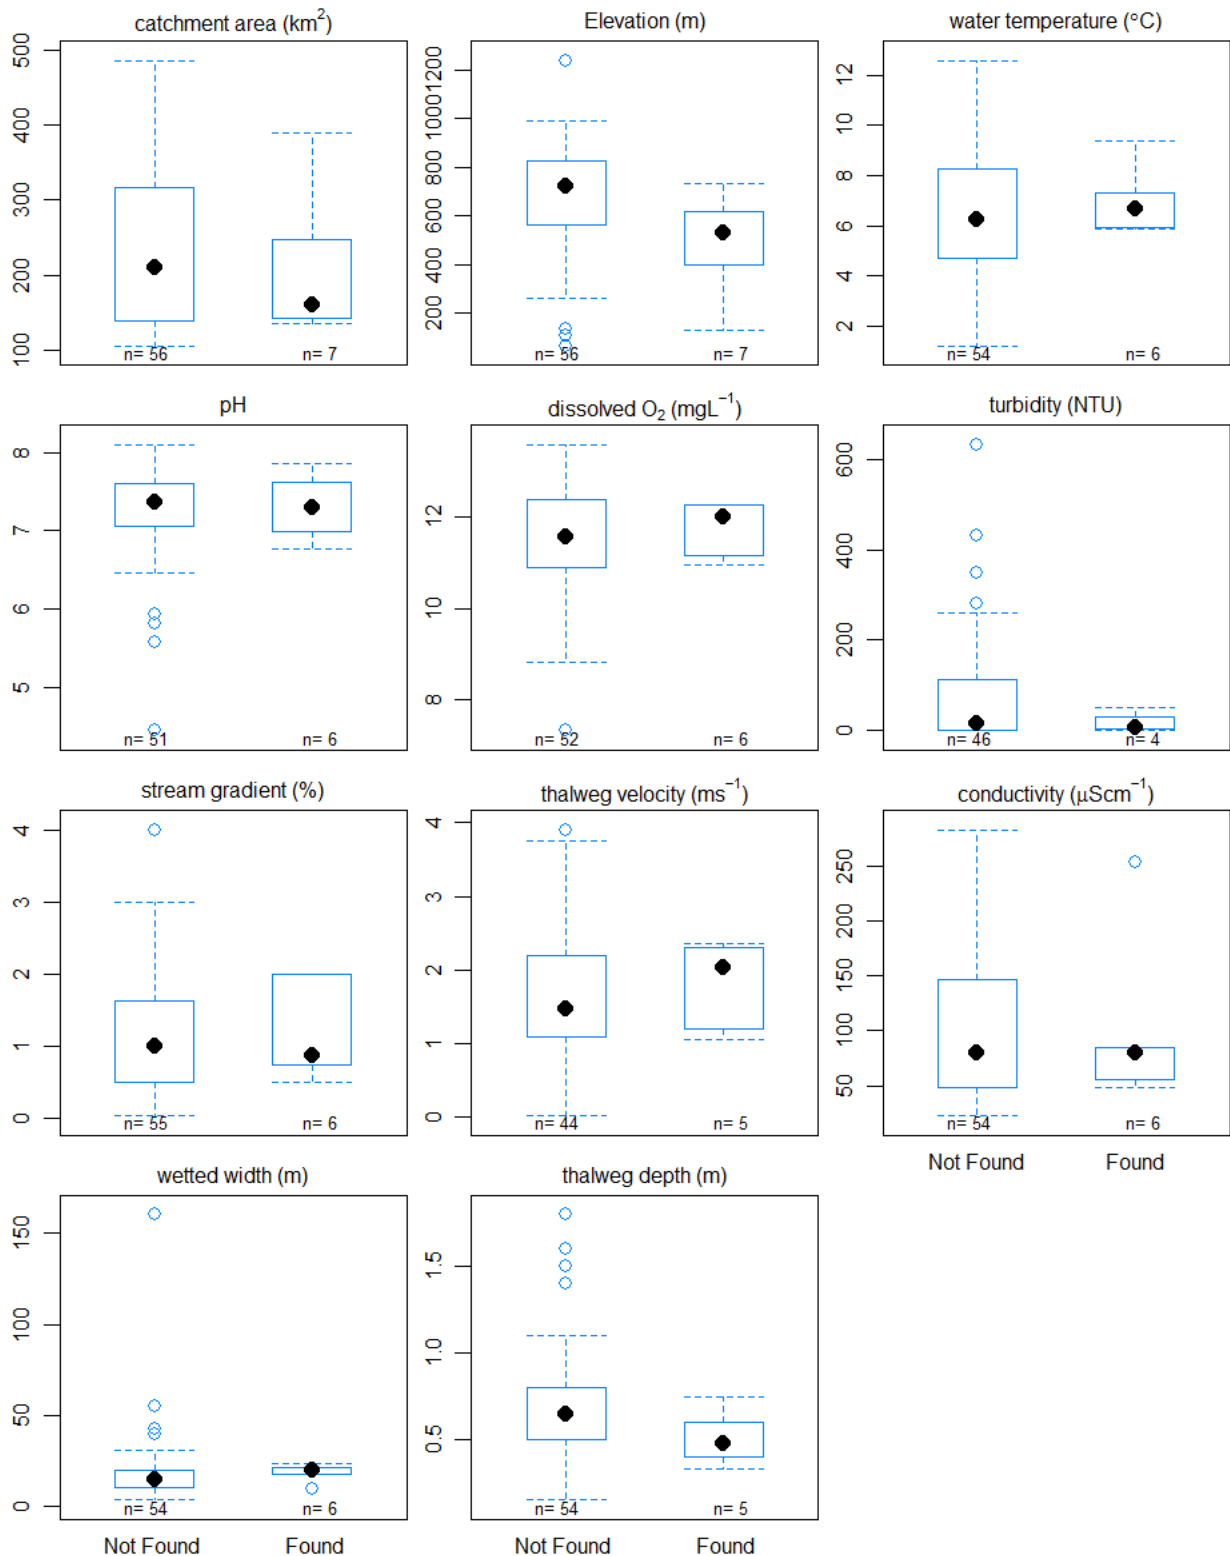 catchment area (km²)
Elevation (m)
water temperature (°C)
500
400
300
200
100
n= 56
n= 7
1200
1000
800
600
400
200
n= 56
n= 7
12
10
8
6
4
2
n= 54
n= 6
pH
dissolved O₂ (mgL⁻¹)
turbidity (NTU)
8
7
6
5
n= 51
n= 6
12
10
8
n= 52
n= 6
600
400
200
0
n= 46
n= 4
stream gradient (%)
thalweg velocity (ms⁻¹)
conductivity (μScm⁻¹)
4
3
2
1
0
n= 55
n= 6
4
3
2
1
0
n= 44
n= 5
250
200
150
100
50
n= 54
n= 6
Not Found
Found
wetted width (m)
thalweg depth (m)
150
100
50
0
n= 54
n= 6
1.5
1.0
0.5
n= 54
n= 5
Not Found
Found
Not Found
Found